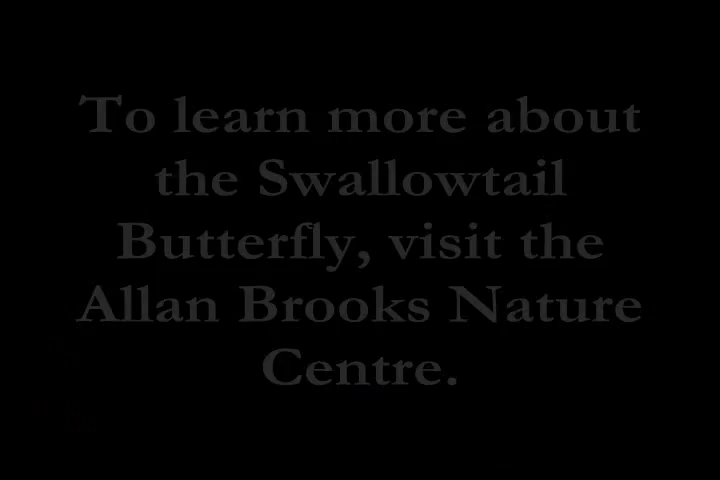 To learn more about
the Swallowtail
Butterfly, visit the
Allan Brooks Nature
Centre.